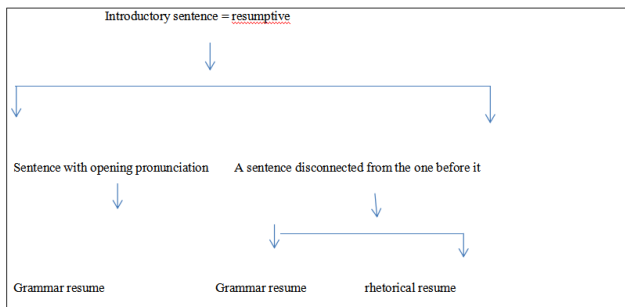 Introductory sentence = resumptive
Sentence with opening pronunciation A sentence disconnected from the one before it
Grammar resume Grammar resume rhetorical resume